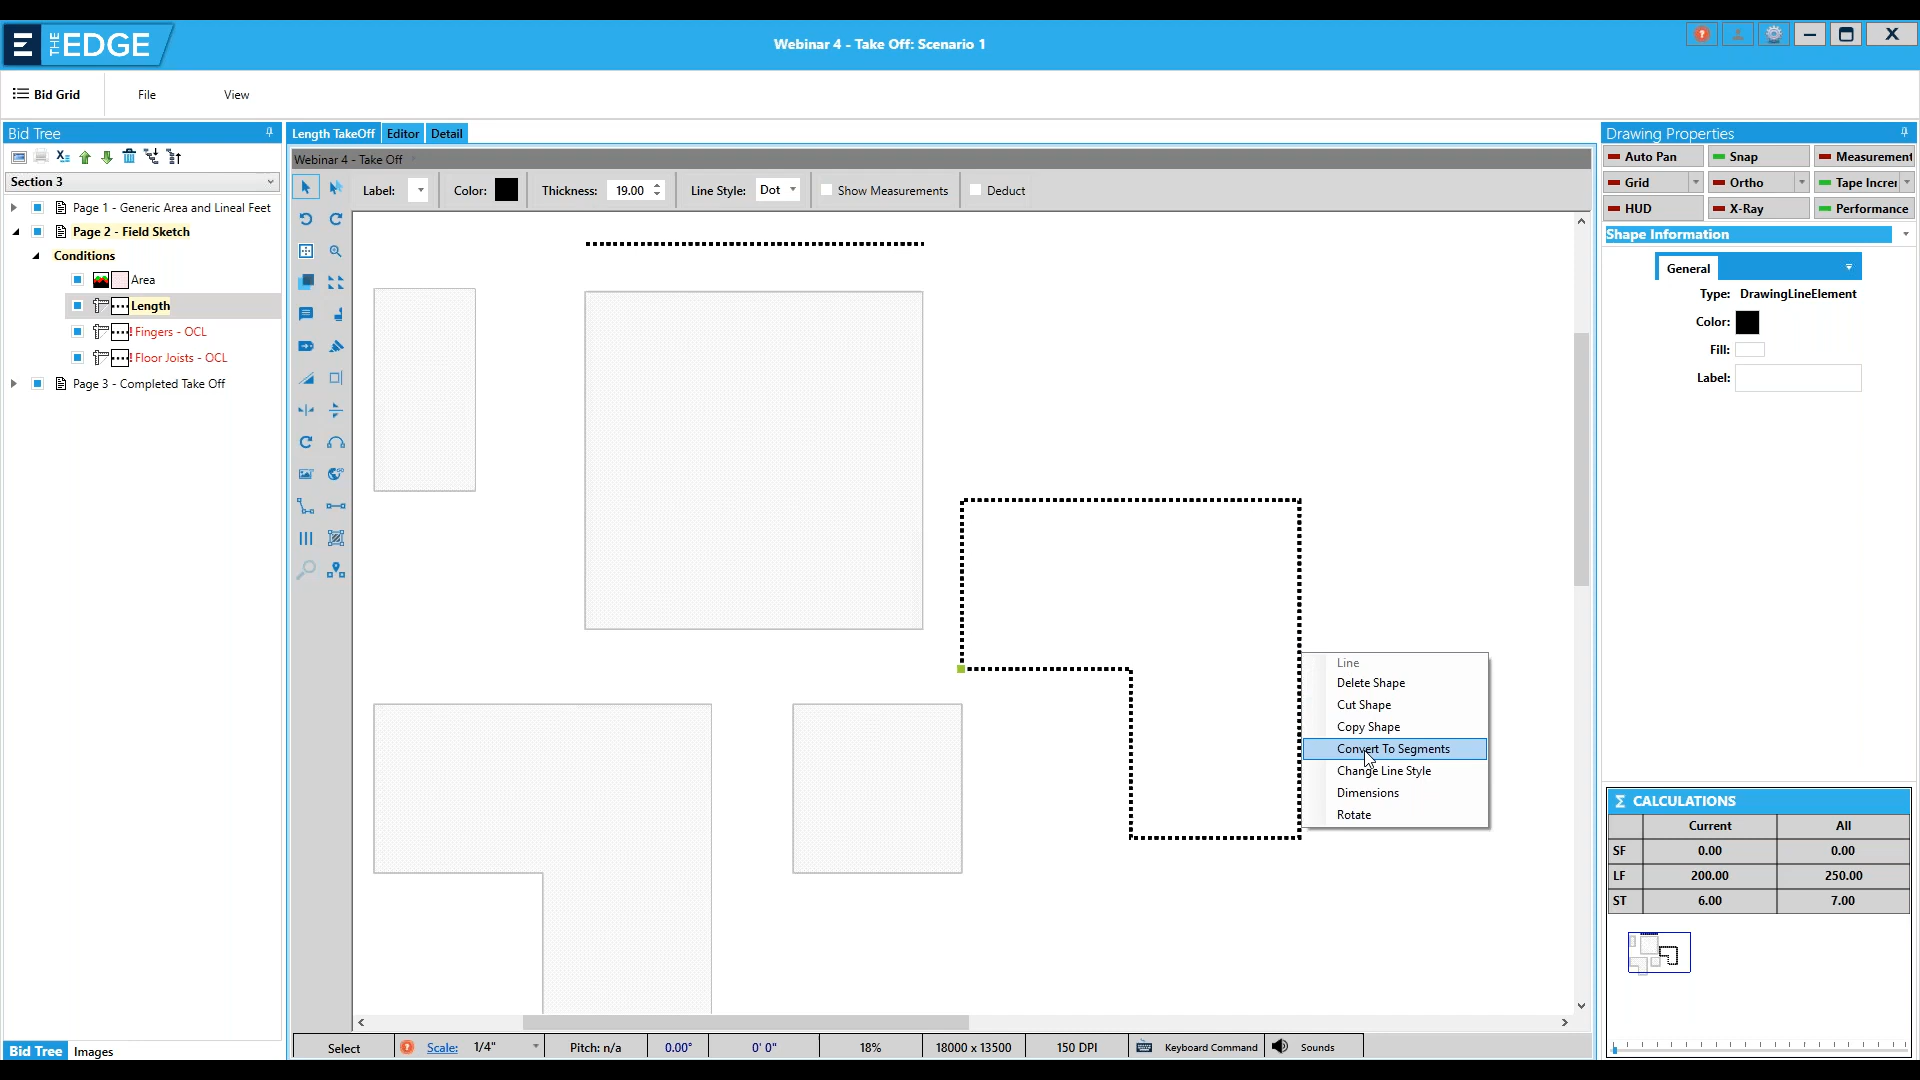 THE EDGE
Webinar 4 - Take Off: Scenario 1
X
Bid Grid
File
View
Bid Tree
Section 3
Page 1 - Generic Area and Lineal Feet
Page 2 - Field Sketch
Conditions
Area
Length
! Fingers - OCL
! Floor Joists - OCL
Page 3 - Completed Take Off
Bid Tree
Images
Length TakeOff
Editor
Detail
Webinar 4 - Take Off
Label:
Color:
Thickness:
19.00
Line Style:
Dot
Show Measurements
Deduct
Line
Delete Shape
Cut Shape
Copy Shape
Convert To Segments
Change Line Style
Dimensions
Rotate
Select
Scale:
1/4"
Pitch: n/a
0.00°
0' 0"
18%
18000 x 13500
150 DPI
Keyboard Command
Sounds
Drawing Properties
Auto Pan
Snap
Measurement
Grid
Ortho
Tape Increr
HUD
X-Ray
Performance
Shape Information
General
Type: DrawingLineElement
Color:
Fill:
Label:
Σ CALCULATIONS
Current All
SF 0.00 0.00
LF 200.00 250.00
ST 6.00 7.00